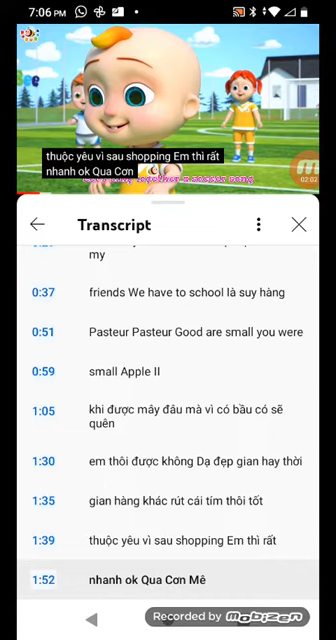 7:06 PM
thuộc yêu vì sau shopping Em thì rất
nhanh ok Qua Cơn
02:02
Transcript
my
0:37 friends We have to school là suy hàng
0:51 Pasteur Pasteur Good are small you were
0:59 small Apple II
1:05 khi được mây đâu mà vì có bầu có sẽ
quên
1:30 em thôi được không Dạ đẹp gian hay thời
1:35 gian hàng khác rút cái tím thôi tốt
1:39 thuộc yêu vì sau shopping Em thì rất
1:52 nhanh ok Qua Cơn Mê
Recorded by mobizen